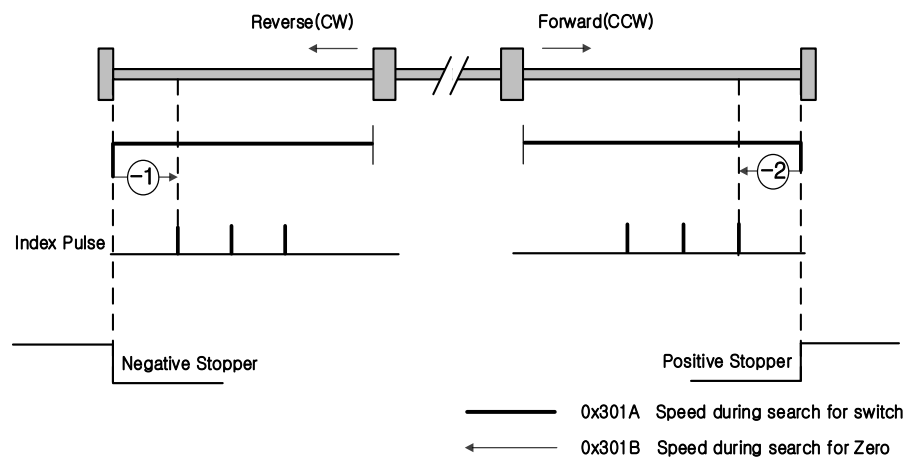 Reverse(CW)
Forward(CCW)
-1
-2
Index Pulse
Negative Stopper
Positive Stopper
0x301A Speed during search for switch
0x301B Speed during search for Zero